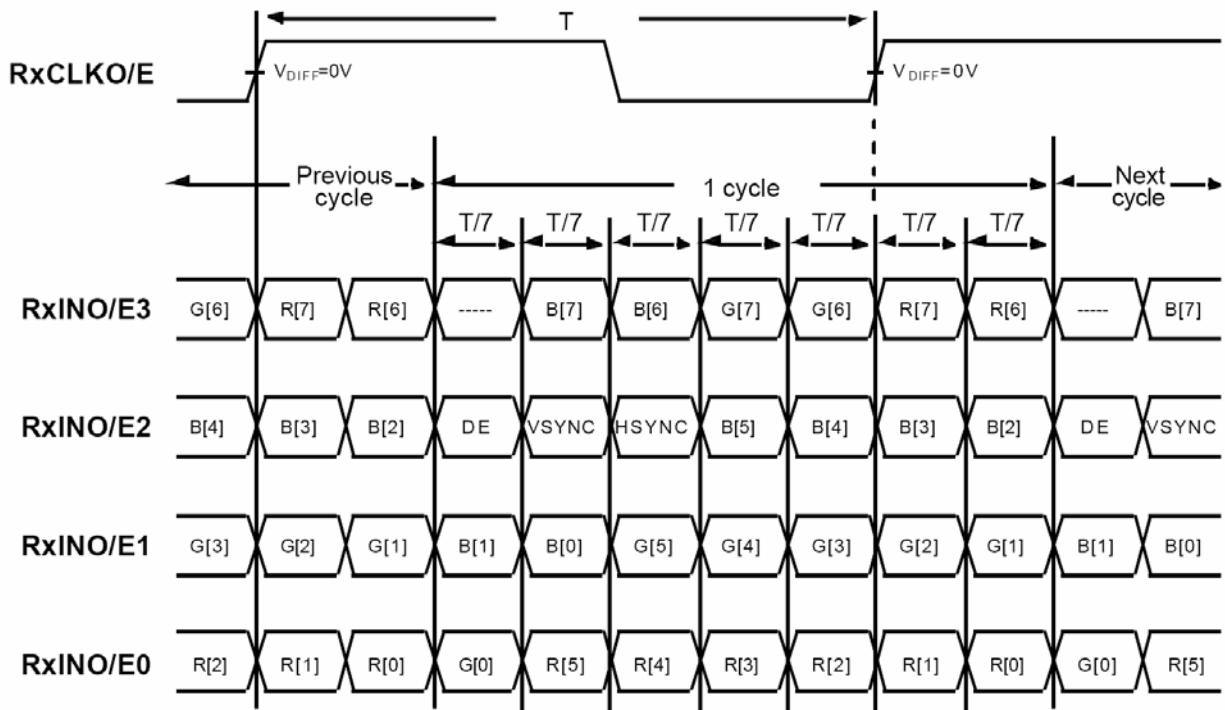 T
RxCLKO/E
VDIFF=0V VDIFF=0V
Previous cycle 1 cycle Next cycle
T/7 T/7 T/7 T/7 T/7 T/7 T/7
RxINO/E3 G[6] R[7] R[6] ----- B[7] B[6] G[7] G[6] R[7] R[6] ----- B[7]
RxINO/E2 B[4] B[3] B[2] DE VSYNC HSYNC B[5] B[4] B[3] B[2] DE VSYNC
RxINO/E1 G[3] G[2] G[1] B[1] B[0] G[5] G[4] G[3] G[2] G[1] B[1] B[0]
RxINO/E0 R[2] R[1] R[0] G[0] R[5] R[4] R[3] R[2] R[1] R[0] G[0] R[5]